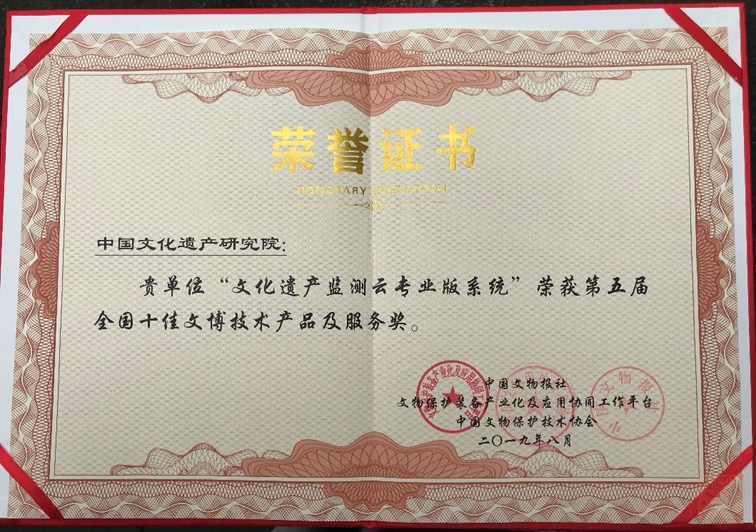 荣誉证书
HONORARY CREDENTIAL
中国文化遗产研究院：
贵单位“文化遗产监测云专业版系统”荣获第五届
全国十佳文博技术产品及服务奖。
中国文物报社
文物保护装备产业化及应用协同工作平台
中国文物保护技术协会
二〇一九年八月